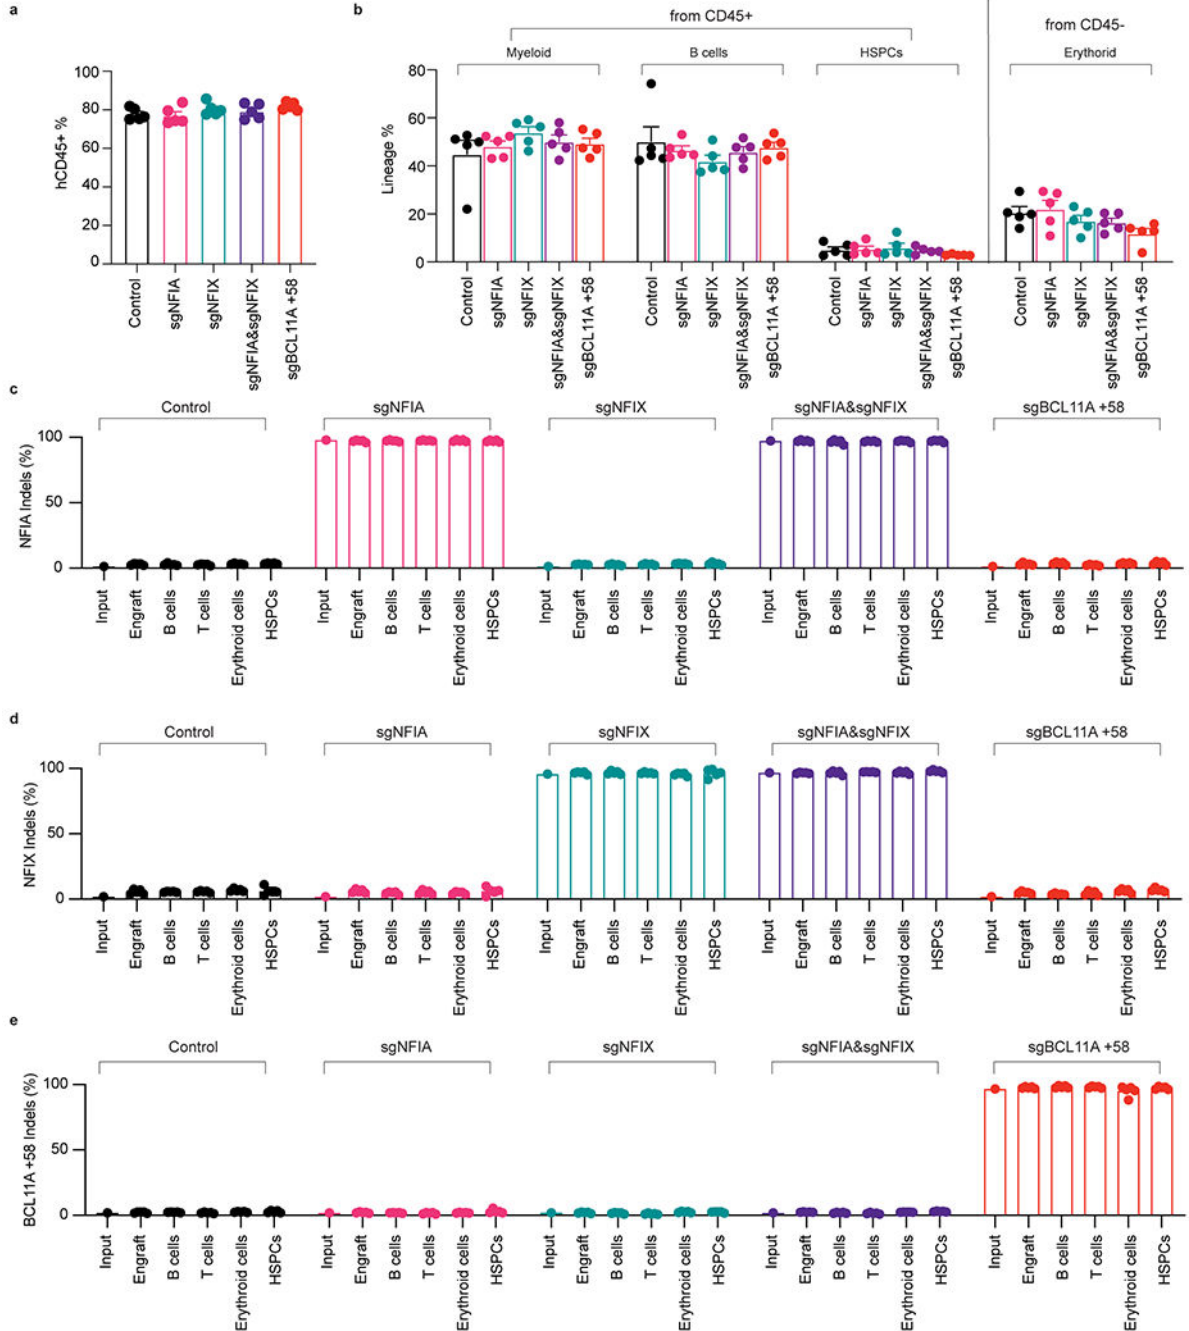 a
hCD45+ %
100
80
60
40
20
0
Control
sgNFIA
sgNFIX
sgNFIA&sgNFIX
sgBCL11A +58
b
from CD45+
from CD45-
Myeloid
B cells
HSPCs
Erythorid
Lineage %
80
60
40
20
0
Control
sgNFIA
sgNFIX
sgNFIA&sgNFIX
sgBCL11A +58
Control
sgNFIA
sgNFIX
sgNFIA&sgNFIX
sgBCL11A +58
Control
sgNFIA
sgNFIX
sgNFIA&sgNFIX
sgBCL11A +58
Control
sgNFIA
sgNFIX
sgNFIA&sgNFIX
sgBCL11A +58
c
Control
sgNFIA
sgNFIX
sgNFIA&sgNFIX
sgBCL11A +58
NFIA Indels (%)
100
50
0
Input
Engraft
B cells
T cells
Erythroid cells
HSPCs
Input
Engraft
B cells
T cells
Erythroid cells
HSPCs
Input
Engraft
B cells
T cells
Erythroid cells
HSPCs
Input
Engraft
B cells
T cells
Erythroid cells
HSPCs
Input
Engraft
B cells
T cells
Erythroid cells
HSPCs
d
Control
sgNFIA
sgNFIX
sgNFIA&sgNFIX
sgBCL11A +58
NFIX Indels (%)
100
50
0
Input
Engraft
B cells
T cells
Erythroid cells
HSPCs
Input
Engraft
B cells
T cells
Erythroid cells
HSPCs
Input
Engraft
B cells
T cells
Erythroid cells
HSPCs
Input
Engraft
B cells
T cells
Erythroid cells
HSPCs
Input
Engraft
B cells
T cells
Erythroid cells
HSPCs
e
Control
sgNFIA
sgNFIX
sgNFIA&sgNFIX
sgBCL11A +58
BCL11A +58 Indels (%)
100
50
0
Input
Engraft
B cells
T cells
Erythroid cells
HSPCs
Input
Engraft
B cells
T cells
Erythroid cells
HSPCs
Input
Engraft
B cells
T cells
Erythroid cells
HSPCs
Input
Engraft
B cells
T cells
Erythroid cells
HSPCs
Input
Engraft
B cells
T cells
Erythroid cells
HSPCs